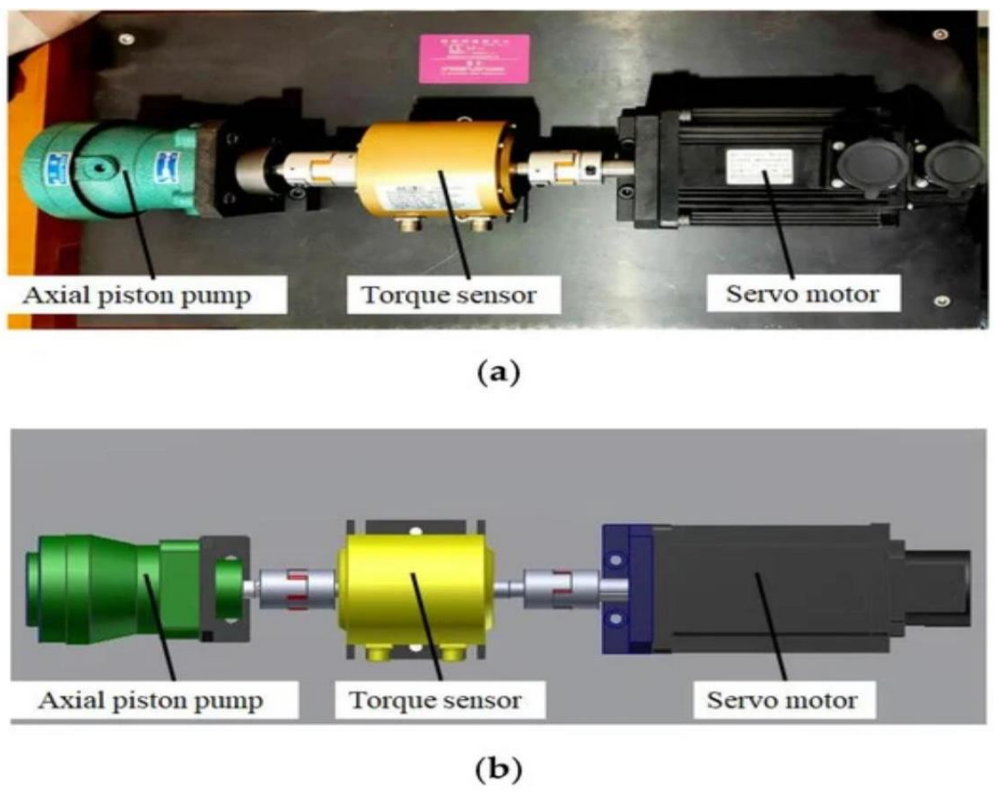 Axial piston pump
Torque sensor
Servo motor
(a)
Axial piston pump
Torque sensor
Servo motor
(b)